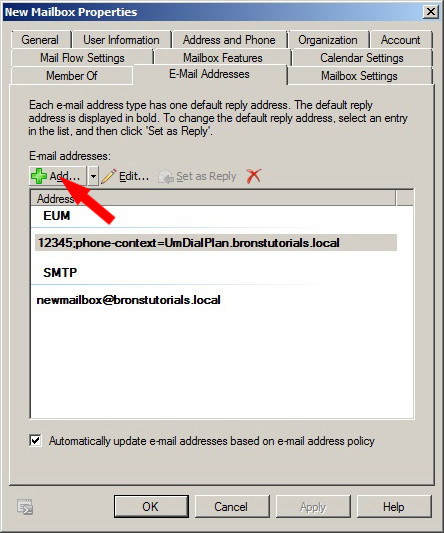 New Mailbox Properties
General User Information Address and Phone Organization Account
Mail Flow Settings Mailbox Features Calendar Settings
Member Of E-Mail Addresses Mailbox Settings
Each e-mail address type has one default reply address. The default reply
address is displayed in bold. To change the default reply address, select an entry
in the list, and then click 'Set as Reply'.
E-mail addresses:
Add... Edit... Set as Reply
Address
EUM
12345;phone-context=UmDialPlan.bronstutorials.local
SMTP
newmailbox@bronstutorials.local
Automatically update e-mail addresses based on e-mail address policy
OK Cancel Apply Help